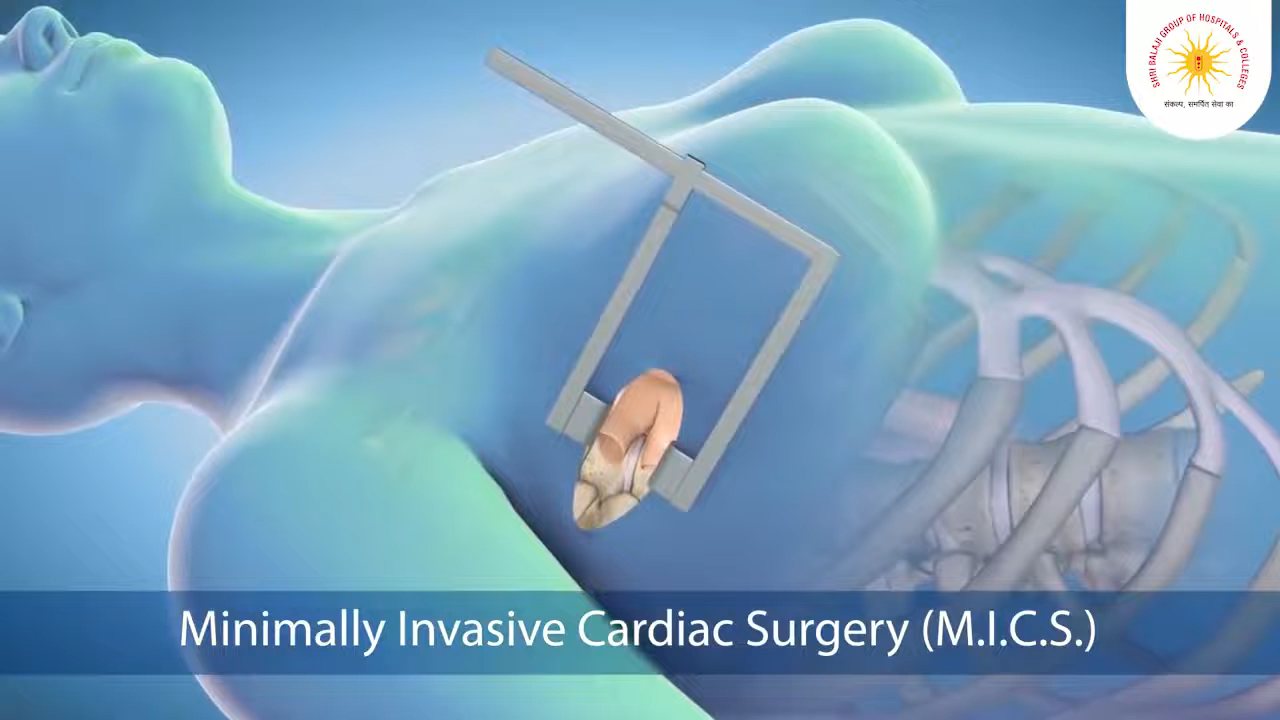 SHRI BALAJI GROUP OF HOSPITALS & COLLEGES
संकल्प, समर्पित सेवा का
Minimally Invasive Cardiac Surgery (M.I.C.S.)